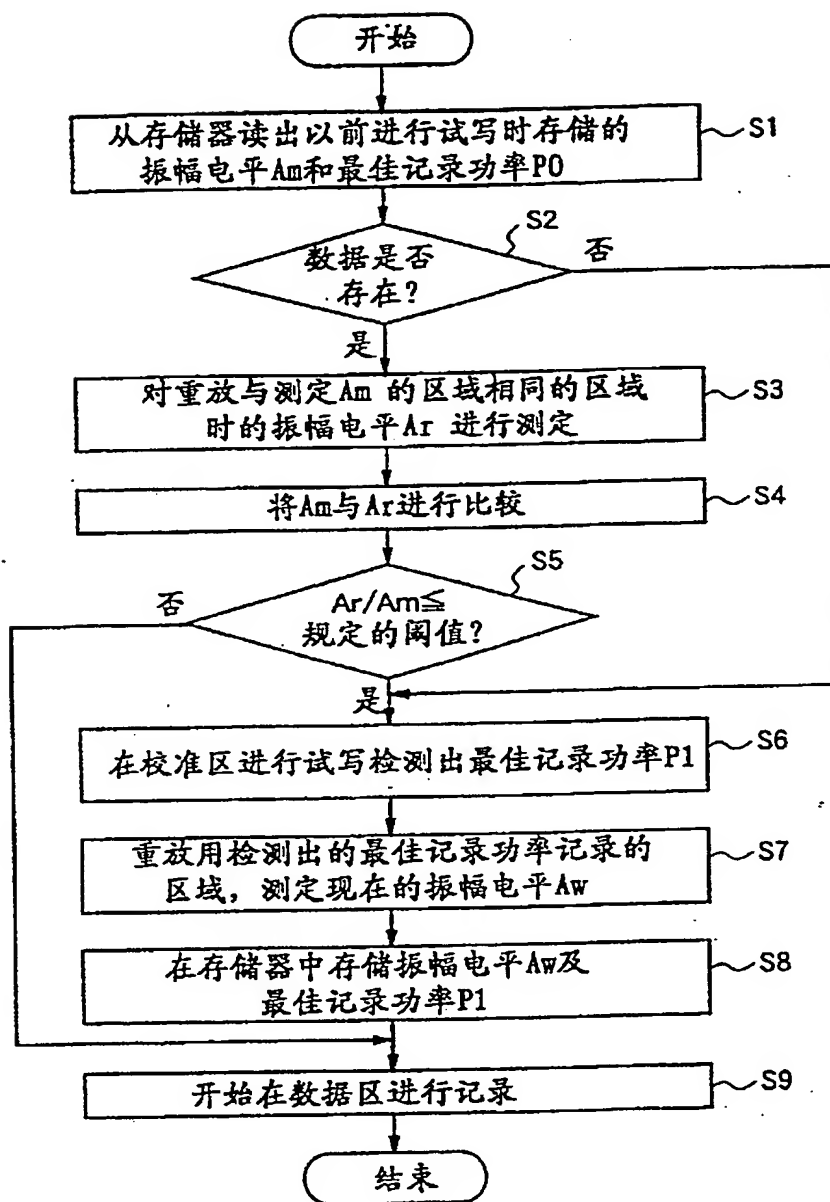 开始
从存储器读出以前进行试写时存储的
振幅电平Am和最佳记录功率P0
S1
S2
数据是否
存在?
否
是
对重放与测定Am 的区域相同的区域
时的振幅电平Ar 进行测定
S3
将Am与Ar进行比较
S4
S5
否
Ar/Am≦
规定的阈值?
是
在校准区进行试写检测出最佳记录功率P1
S6
重放用检测出的最佳记录功率记录的
区域，测定现在的振幅电平Aw
S7
在存储器中存储振幅电平Aw及
最佳记录功率P1
S8
开始在数据区进行记录
S9
结束